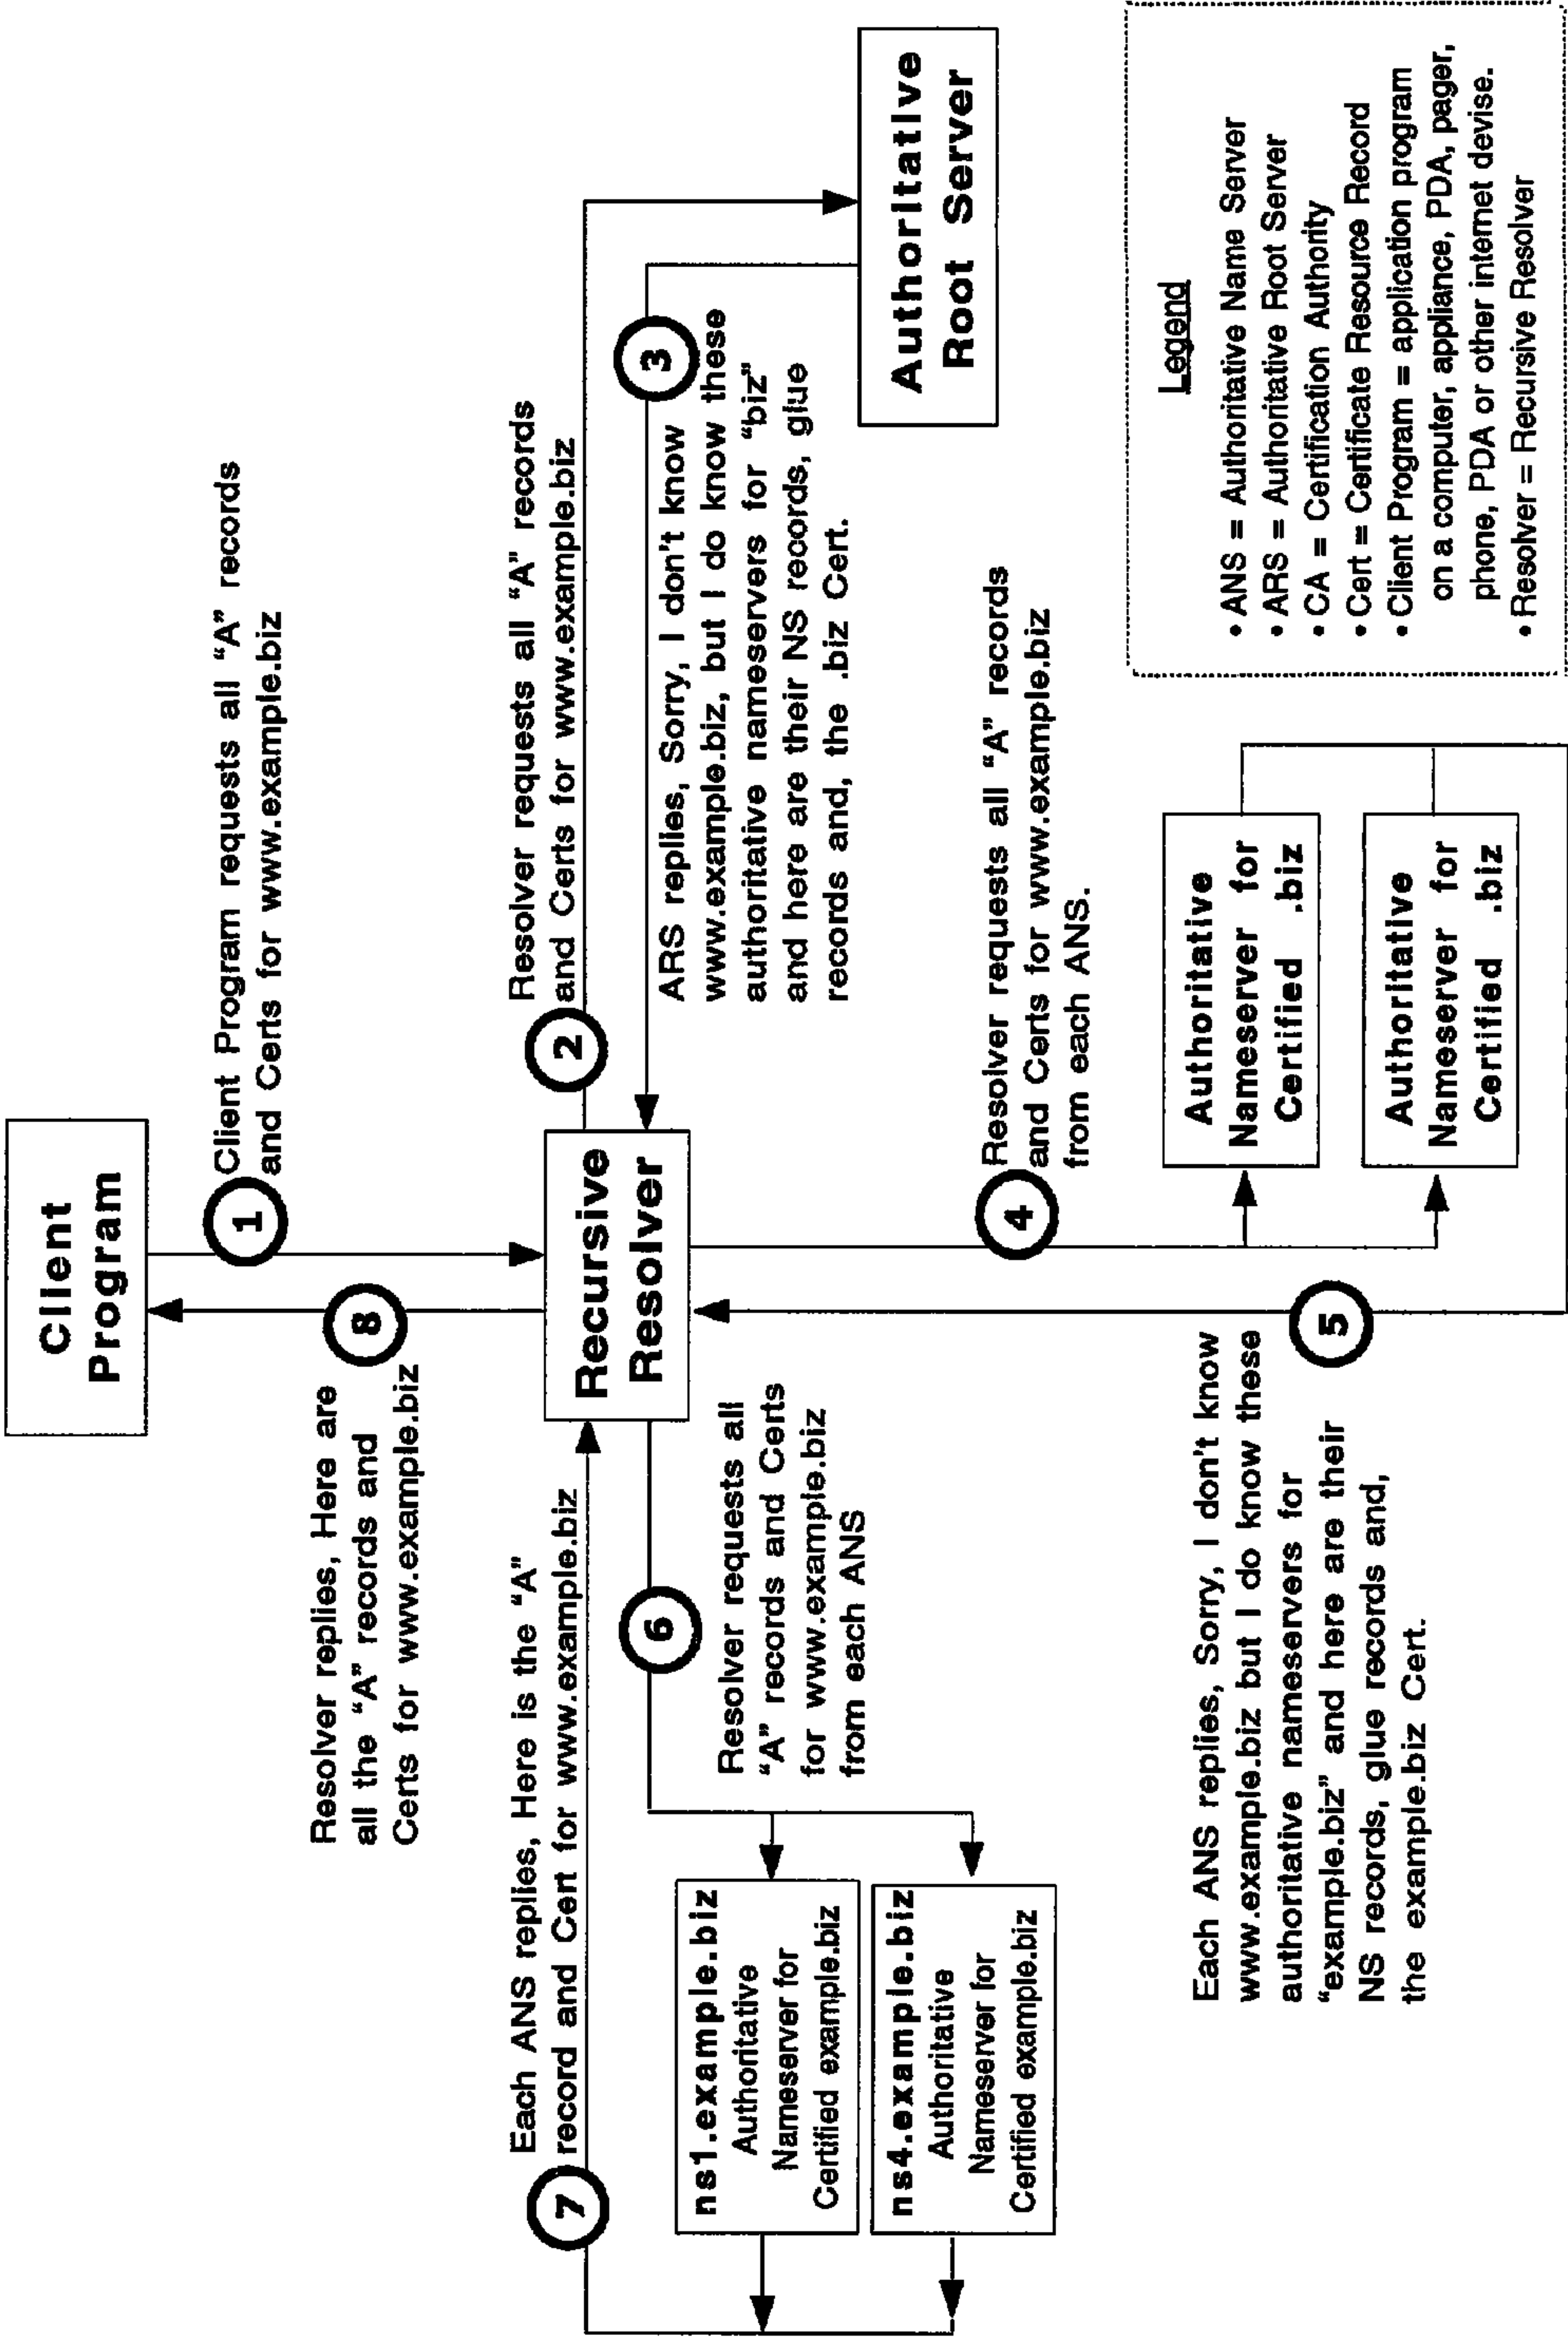 Client
Program
1
Client Program requests all "A" records
and Certs for www.example.biz
8
Resolver replies, Here are
all the "A" records and
Certs for www.example.biz
Recursive
Resolver
2
Resolver requests all "A" records
and Certs for www.example.biz
3
ARS replies, Sorry, I don't know
www.example.biz, but I do know these
authoritative nameservers for "biz"
and here are their NS records, glue
records and, the .biz Cert.
Authoritative
Root Server
7
Each ANS replies, Here is the "A"
record and Cert for www.example.biz
6
Resolver requests all
"A" records and Certs
for www.example.biz
from each ANS
ns1.example.biz
Authoritative
Nameserver for
Certified example.biz
ns4.example.biz
Authoritative
Nameserver for
Certified example.biz
4
Resolver requests all "A" records
and Certs for www.example.biz
from each ANS.
Authoritative
Nameserver for
Certified .biz
Authoritative
Nameserver for
Certified .biz
5
Each ANS replies, Sorry, I don't know
www.example.biz but I do know these
authoritative nameservers for
"example.biz" and here are their
NS records, glue records and,
the example.biz Cert.
Legend
• ANS = Authoritative Name Server
• ARS = Authoritative Root Server
• CA = Certification Authority
• Cert = Certificate Resource Record
• Client Program = application program
on a computer, appliance, PDA, pager,
phone, PDA or other internet devise.
• Resolver = Recursive Resolver